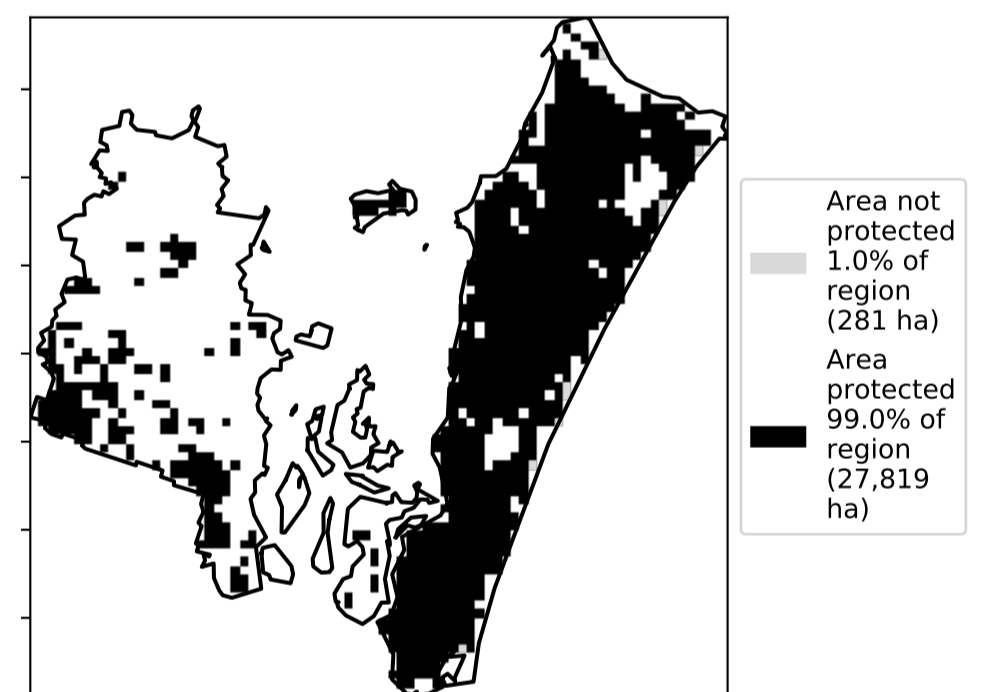 Area not
protected
1.0% of
region
(281 ha)
Area
protected
99.0% of
region
(27,819
ha)